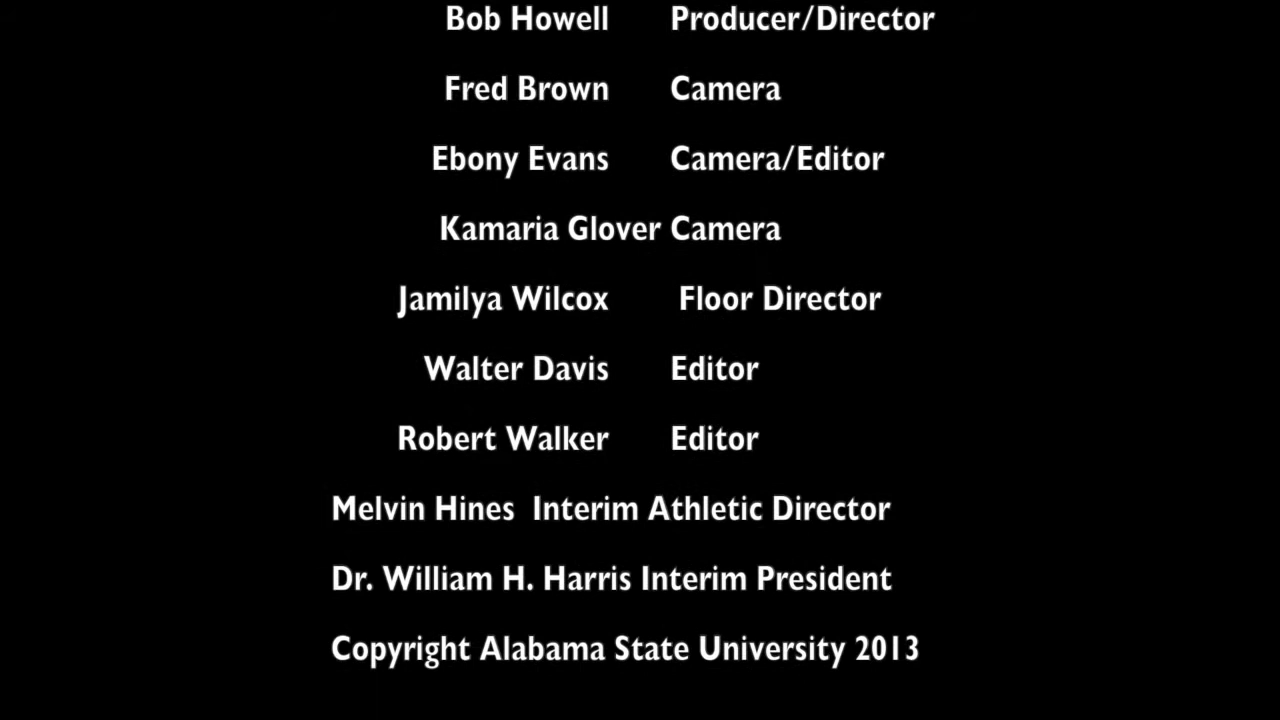 Bob Howell Producer/Director
Fred Brown Camera
Ebony Evans Camera/Editor
Kamaria Glover Camera
Jamilya Wilcox Floor Director
Walter Davis Editor
Robert Walker Editor
Melvin Hines Interim Athletic Director
Dr. William H. Harris Interim President
Copyright Alabama State University 2013